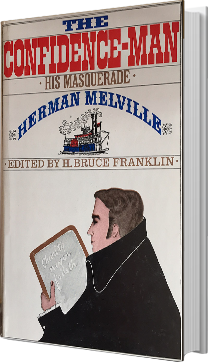 THE
CONFIDENCE-MAN
· HIS MASQUERADE ·
HERMAN MELVILLE
· EDITED BY H. BRUCE FRANKLIN ·